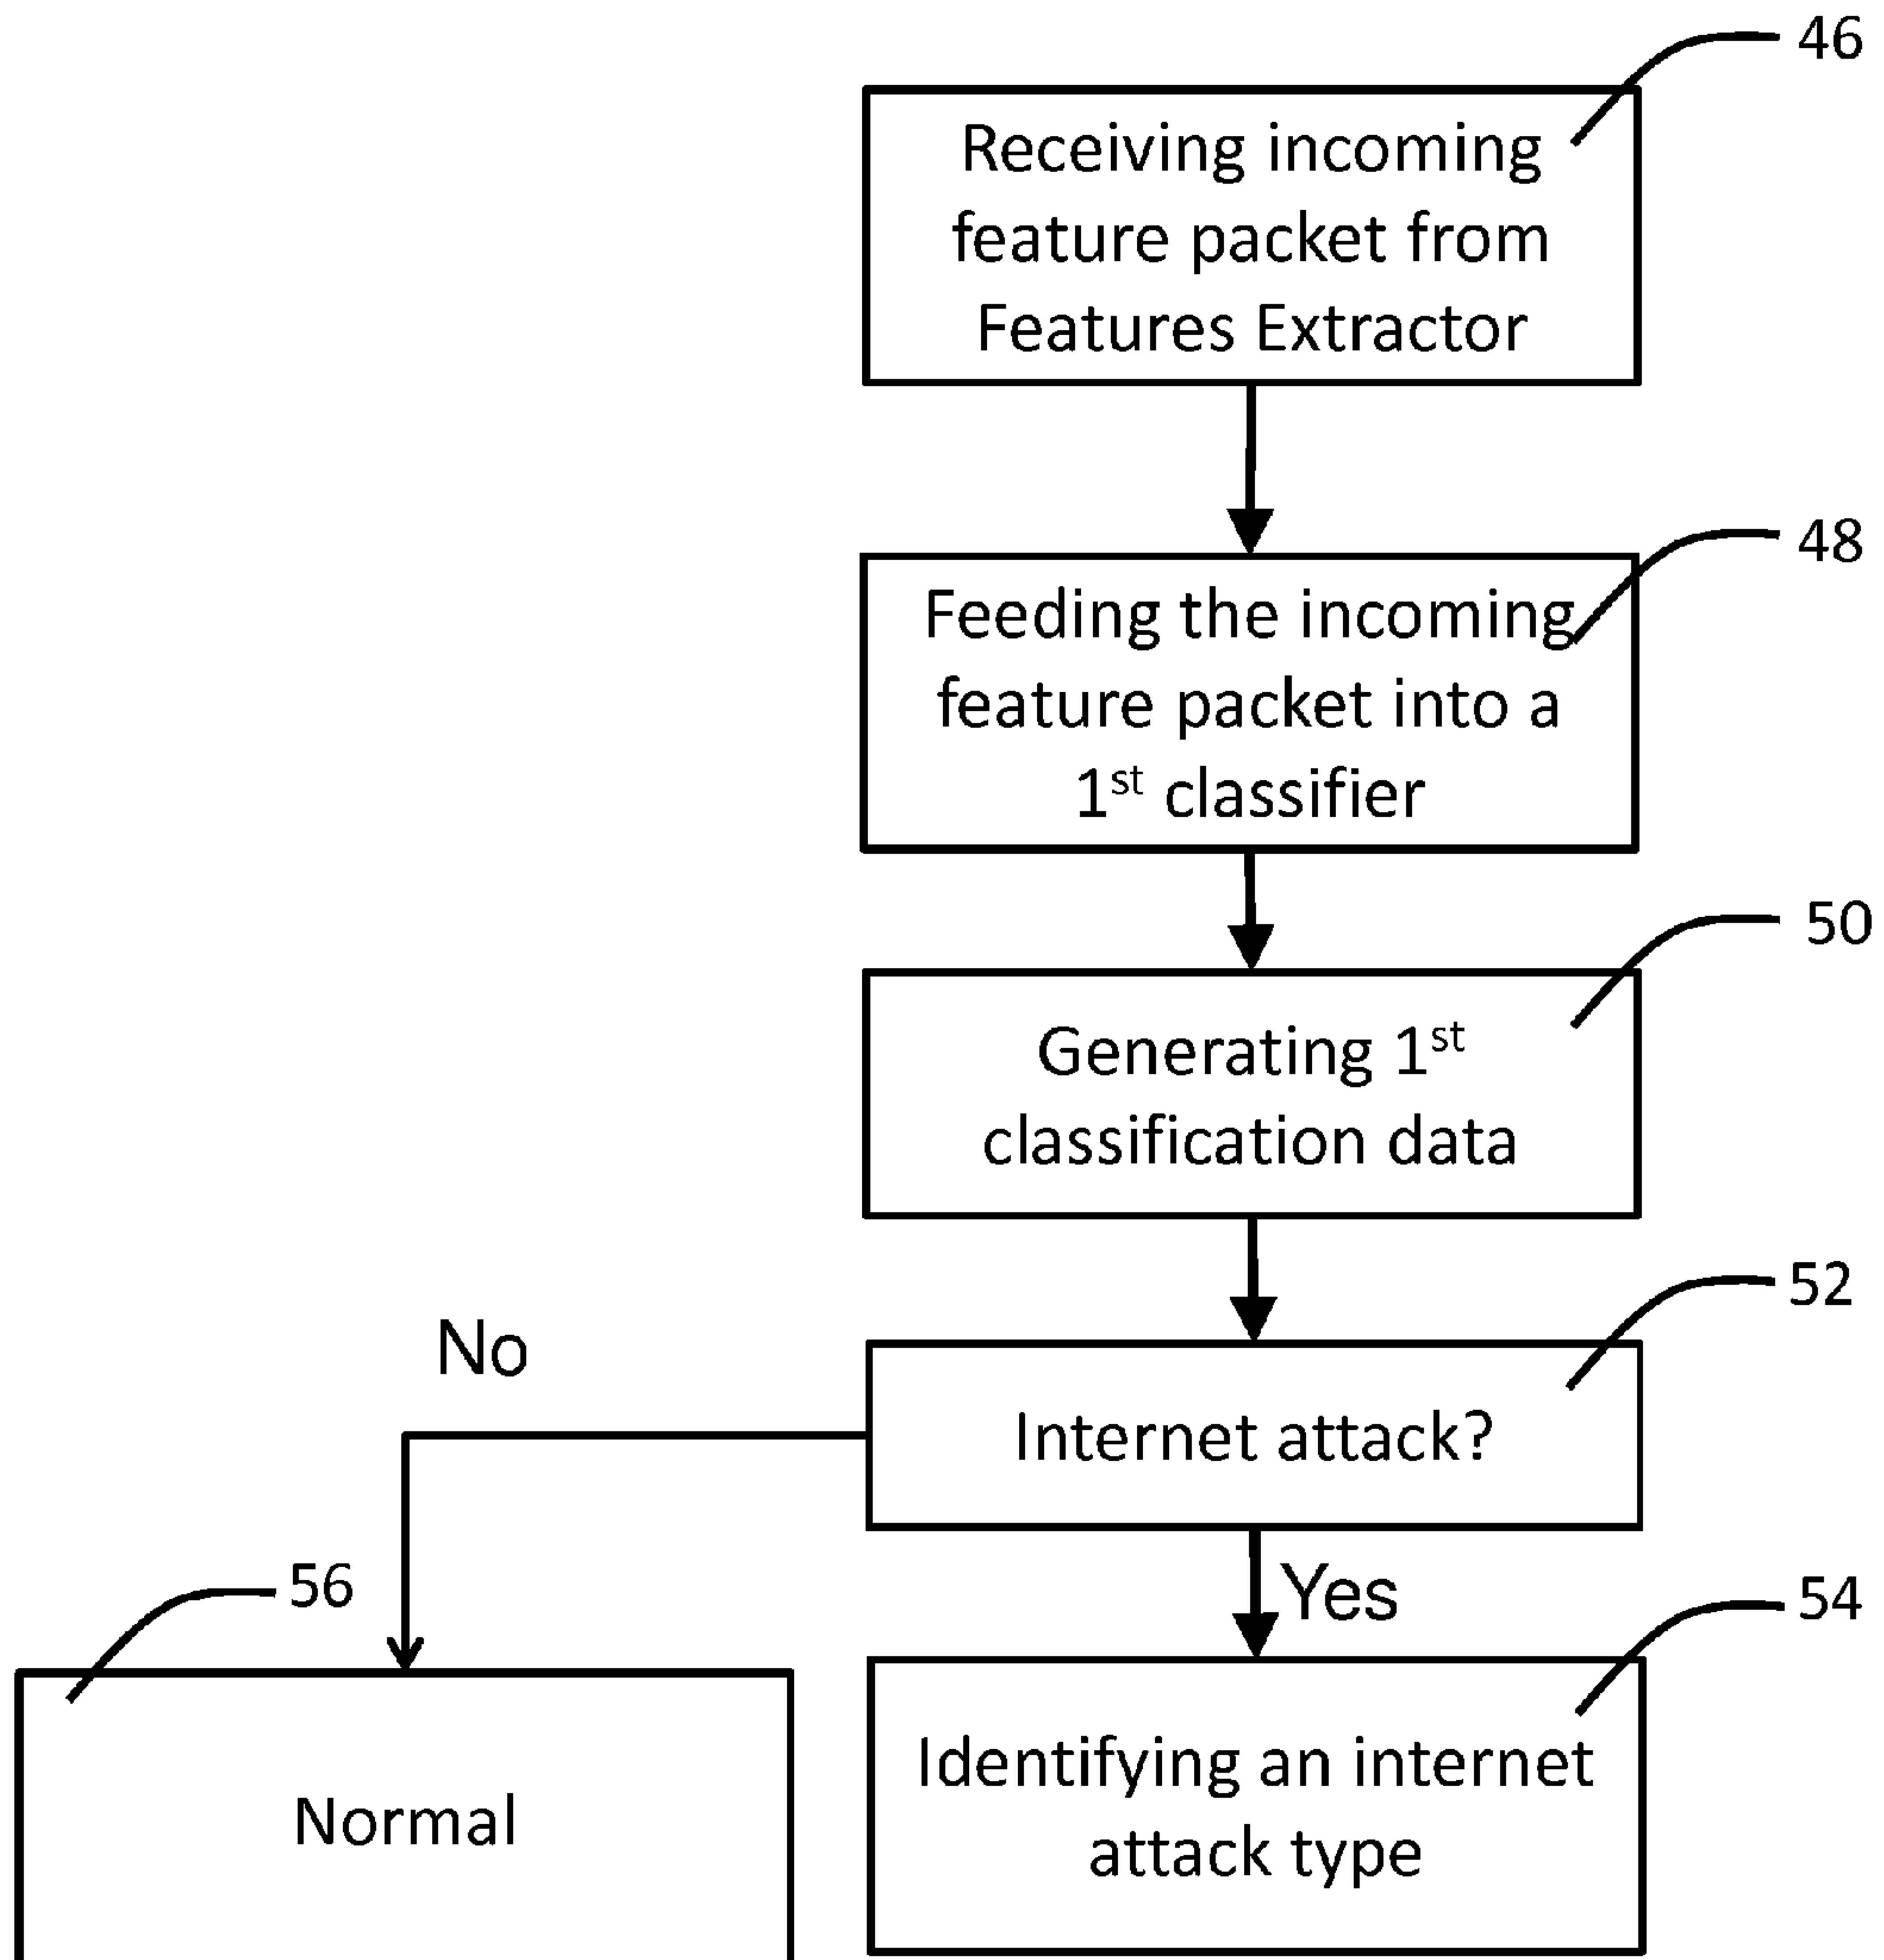 46
Receiving incoming
feature packet from
Features Extractor
48
Feeding the incoming
feature packet into a
1st classifier
50
Generating 1st
classification data
52
Internet attack?
No
Yes
56
Normal
54
Identifying an internet
attack type